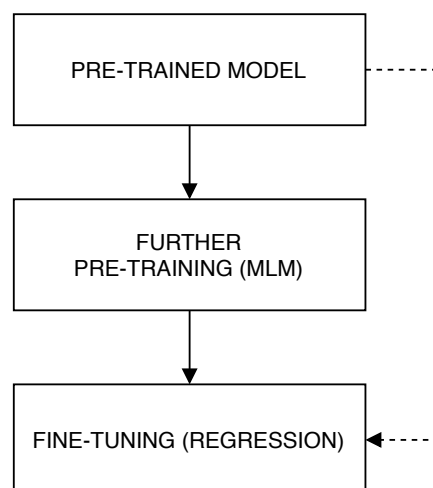 PRE-TRAINED MODEL
FURTHER
PRE-TRAINING (MLM)
FINE-TUNING (REGRESSION)